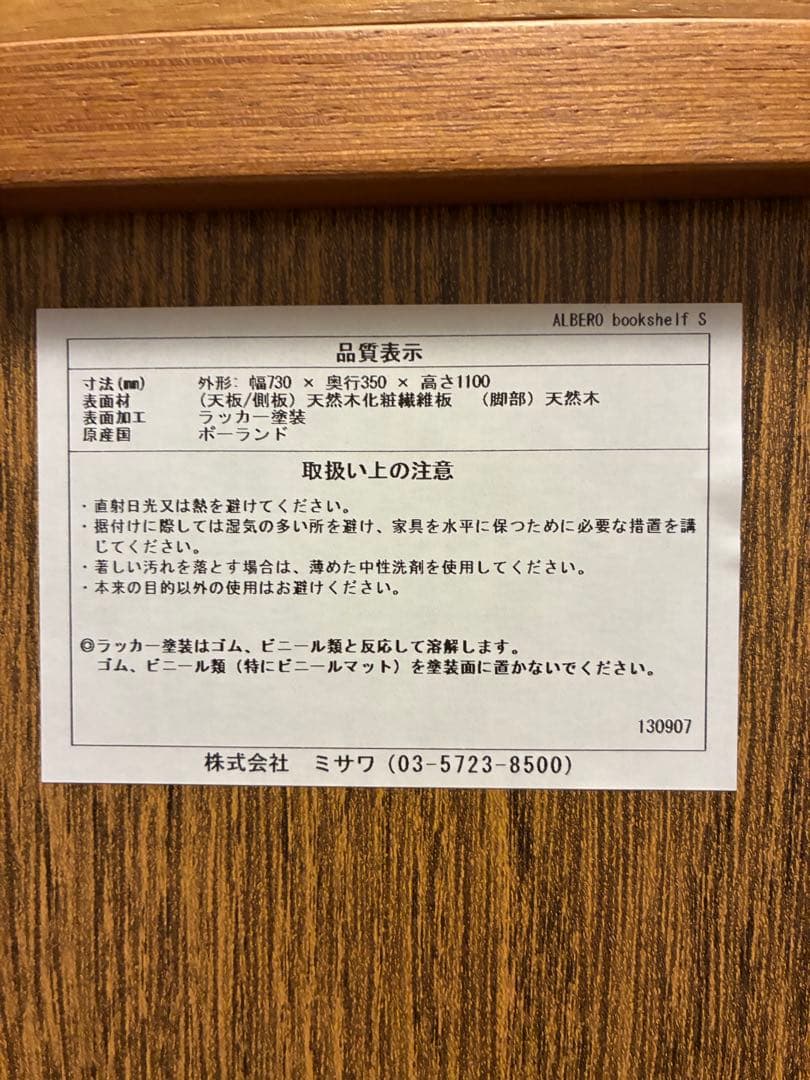 ALBERO bookshelf S
品質表示
寸法(mm) 外形: 幅730 × 奥行350 × 高さ1100
表面材 (天板/側板) 天然木化粧繊維板 (脚部) 天然木
表面加工 ラッカー塗装
原産国 ポーランド
取扱い上の注意
・直射日光又は熱を避けてください。
・据付けに際しては湿気の多い所を避け、家具を水平に保つために必要な措置を講
じてください。
・著しい汚れを落とす場合は、薄めた中性洗剤を使用してください。
・本来の目的以外の使用はお避けください。
◎ラッカー塗装はゴム、ビニール類と反応して溶解します。
ゴム、ビニール類(特にビニールマット)を塗装面に置かないでください。
130907
株式会社 ミサワ (03-5723-8500)